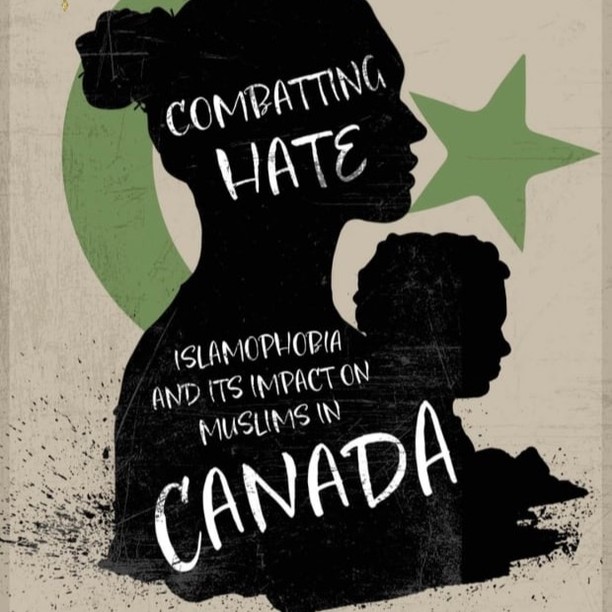 COMBATTING
HATE
ISLAMOPHOBIA
AND ITS IMPACT ON
MUSLIMS IN
CANADA